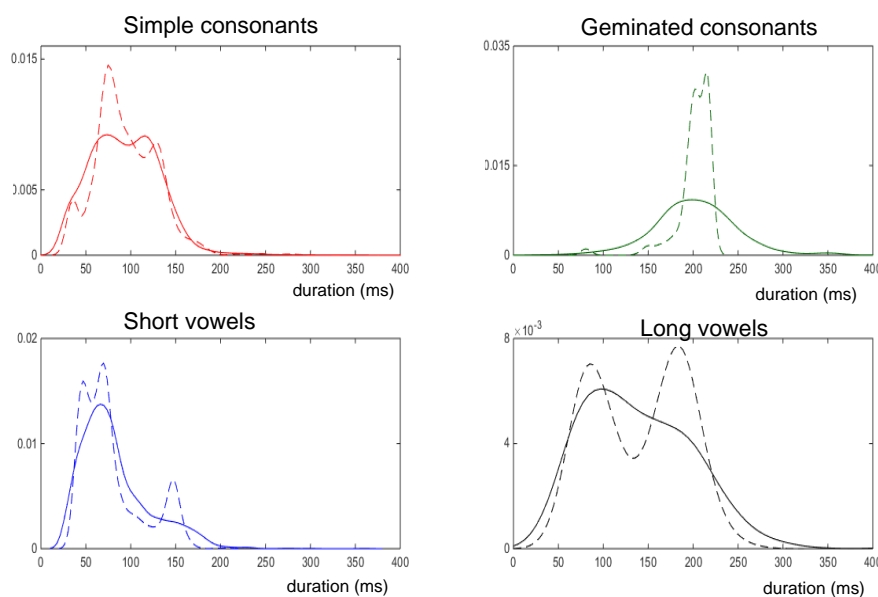 Simple consonants
0.015
0.005
0
0 50 100 150 200 250 300 350 400
duration (ms)
Geminated consonants
0.035
0.015
0
0 50 100 150 200 250 300 350 400
duration (ms)
Short vowels
0.02
0.01
0
0 50 100 150 200 250 300 350 400
duration (ms)
Long vowels
8 ×10⁻³
4
0
0 50 100 150 200 250 300 350 400
duration (ms)